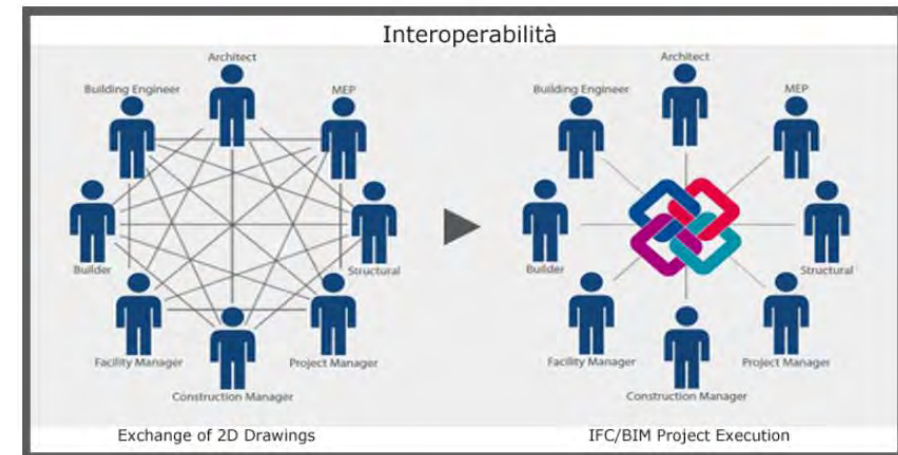 Interoperabilità
Architect
Building Engineer
MEP
Builder
Structural
Facility Manager
Project Manager
Construction Manager
Exchange of 2D Drawings
Architect
Building Engineer
MEP
Builder
Structural
Facility Manager
Project Manager
Construction Manager
IFC/BIM Project Execution